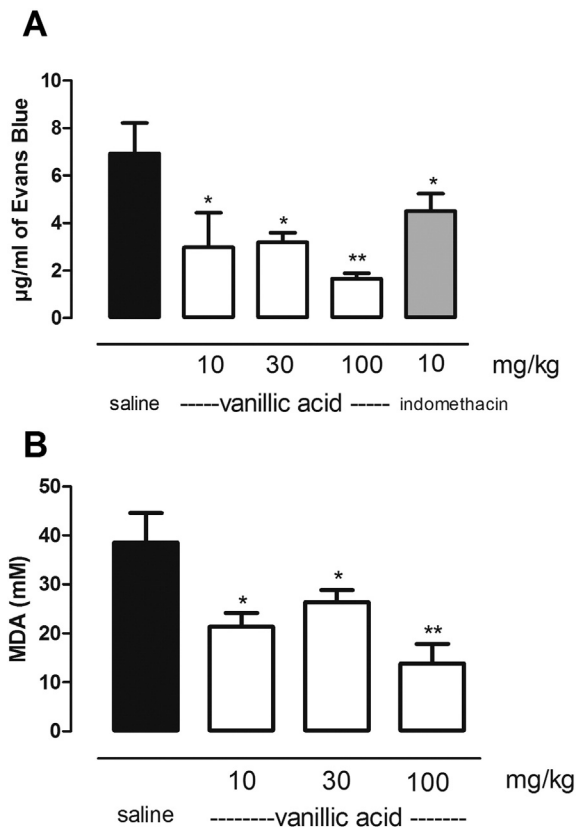 A
µg/ml of Evans Blue
10
8
6
4
2
0
*
*
**
*
10 30 100 10 mg/kg
saline -----vanillic acid ----- indomethacin
B
MDA (mM)
50
40
30
20
10
0
*
*
**
10 30 100 mg/kg
saline --------vanillic acid -------